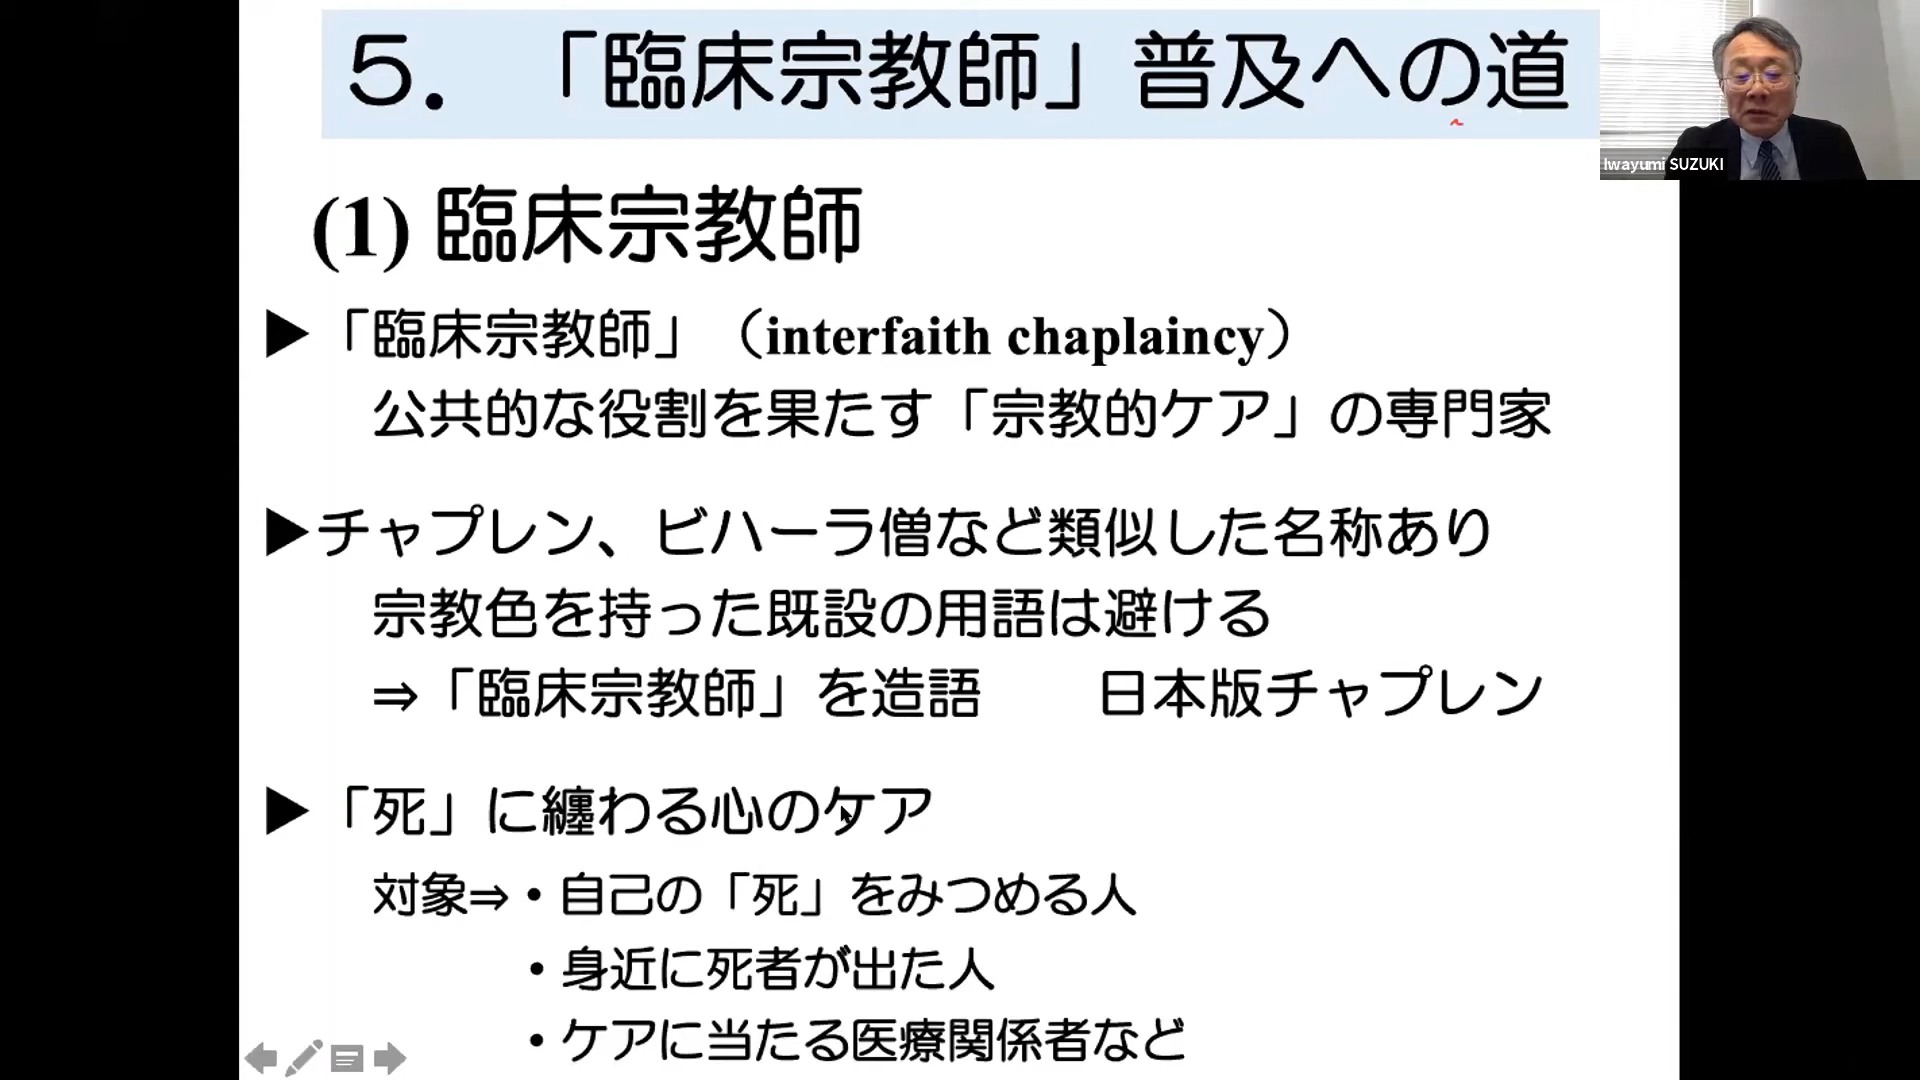 ５．「臨床宗教師」普及への道
Iwayumi SUZUKI
(1) 臨床宗教師
▶「臨床宗教師」（interfaith chaplaincy）
公共的な役割を果たす「宗教的ケア」の専門家
▶チャプレン、ビハーラ僧など類似した名称あり
宗教色を持った既設の用語は避ける
⇒「臨床宗教師」を造語　　日本版チャプレン
▶「死」に纏わる心のケア
対象⇒・自己の「死」をみつめる人
・身近に死者が出た人
・ケアに当たる医療関係者など